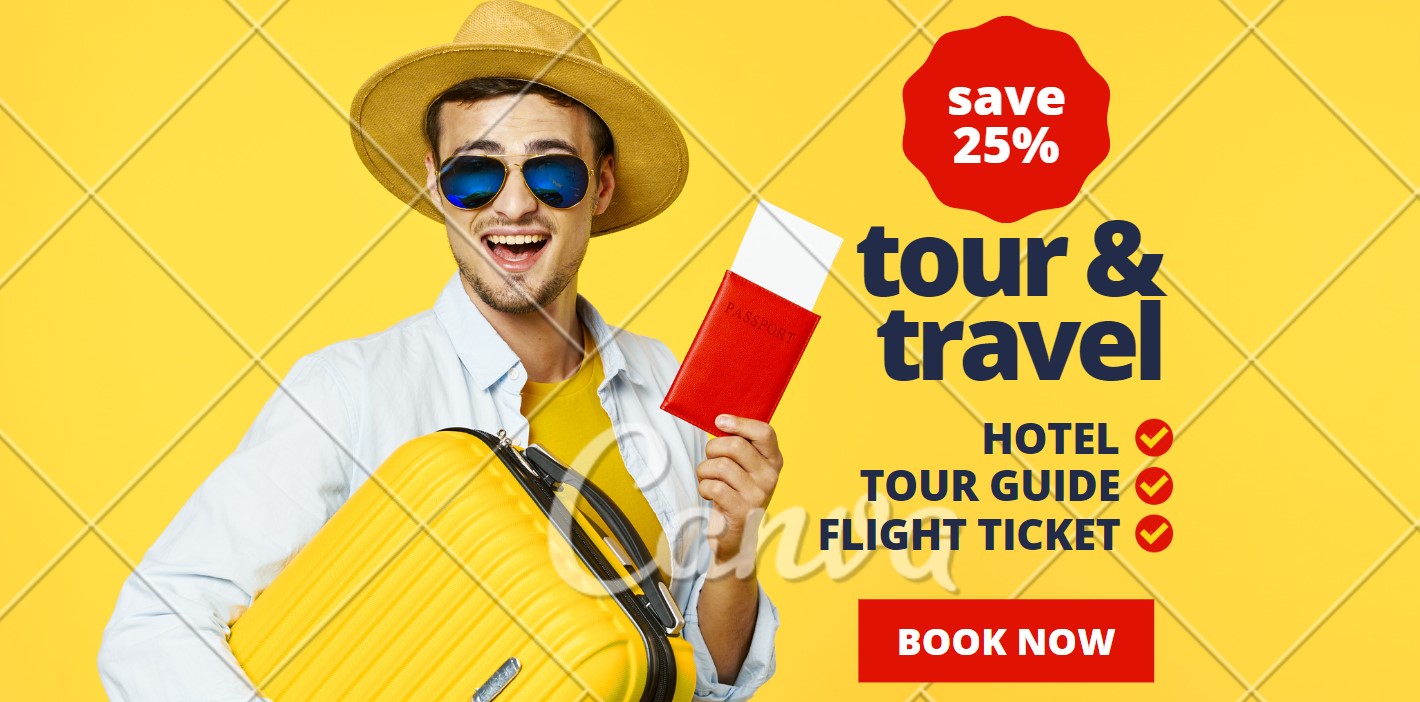 save
25%
tour &
travel
PASSPORT
HOTEL
TOUR GUIDE
FLIGHT TICKET
Canva
BOOK NOW